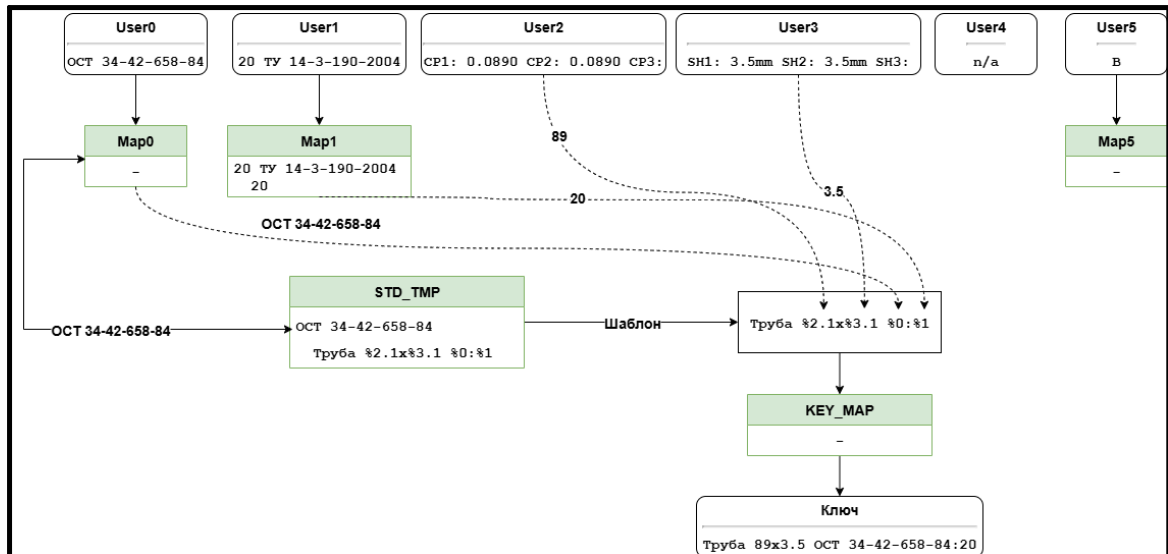 User0
User1
User2
User3
User4
User5
ОСТ 34-42-658-84
20 ТУ 14-3-190-2004
CP1: 0.0890 CP2: 0.0890 CP3:
SH1: 3.5mm SH2: 3.5mm SH3:
n/a
В
89
Map0
Map1
Map5
–
20 ТУ 14-3-190-2004
20
–
20
3.5
ОСТ 34-42-658-84
STD_TMP
ОСТ 34-42-658-84
ОСТ 34-42-658-84
Труба %2.1x%3.1 %0:%1
Шаблон
Труба %2.1x%3.1 %0:%1
KEY_MAP
–
Ключ
Труба 89x3.5 ОСТ 34-42-658-84:20